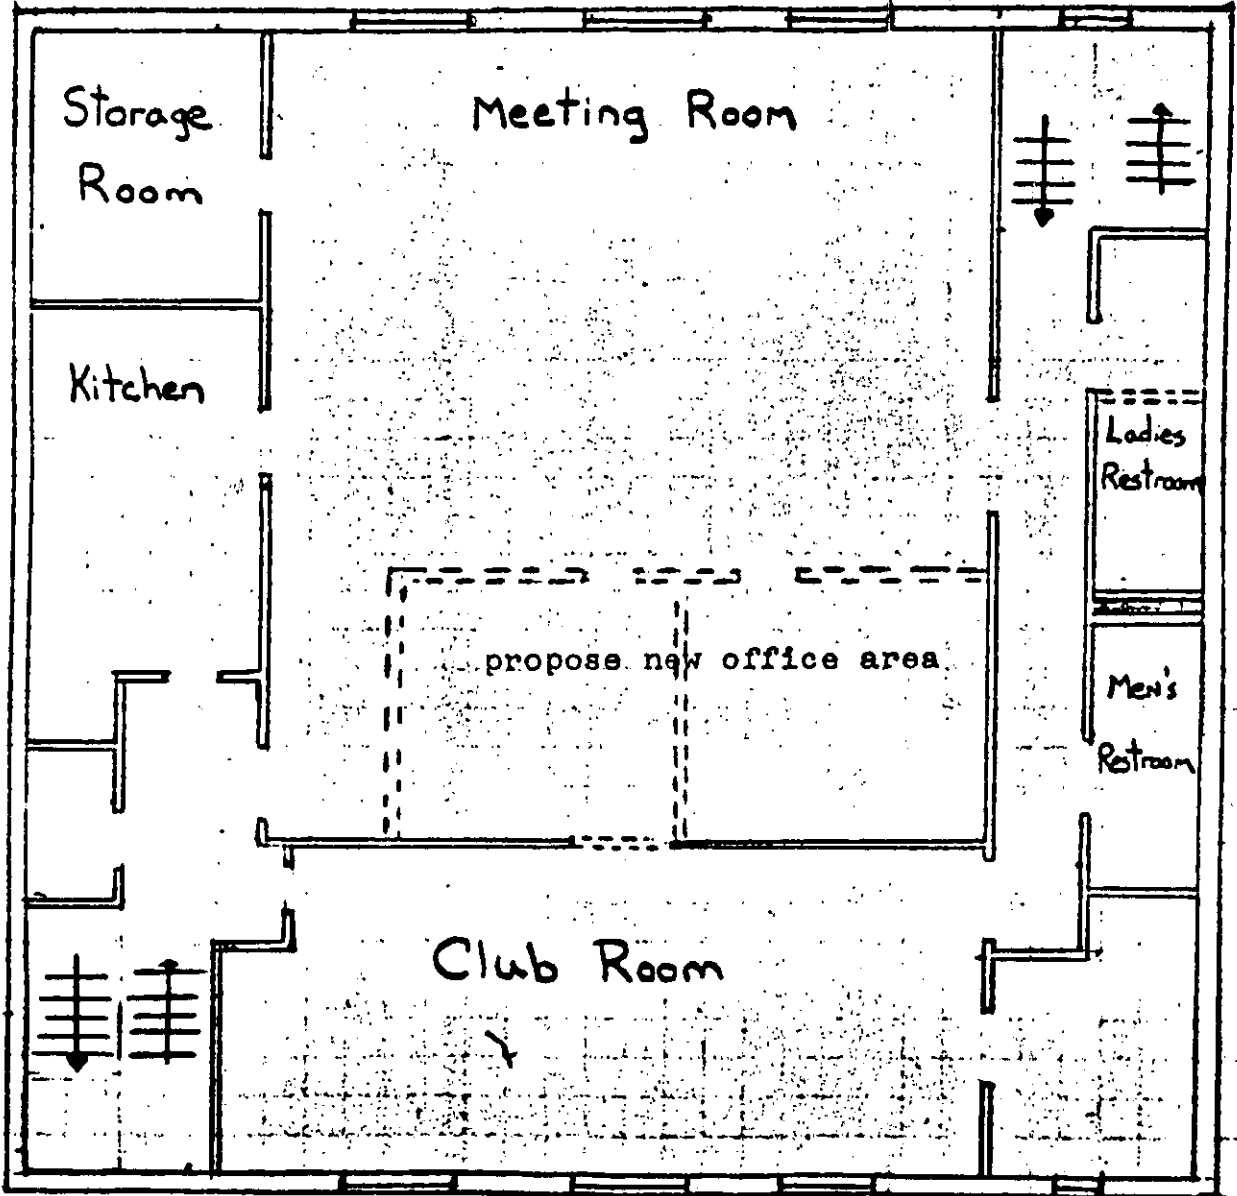 Storage
Room
Meeting Room
Kitchen
Ladies
Restroom
propose new office area
Men's
Restroom
Club Room